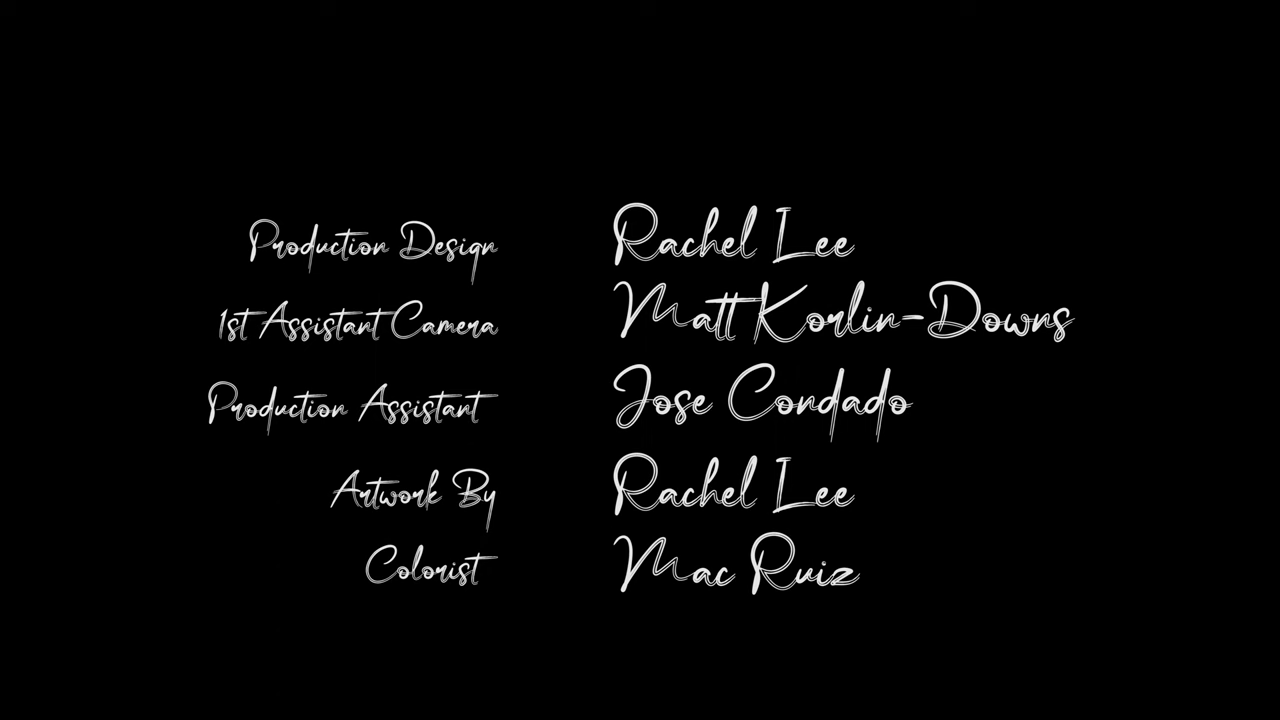 Production Design Rachel Lee
1st Assistant Camera Matt Korlin-Downs
Production Assistant Jose Condado
Artwork By Rachel Lee
Colorist Mac Ruiz